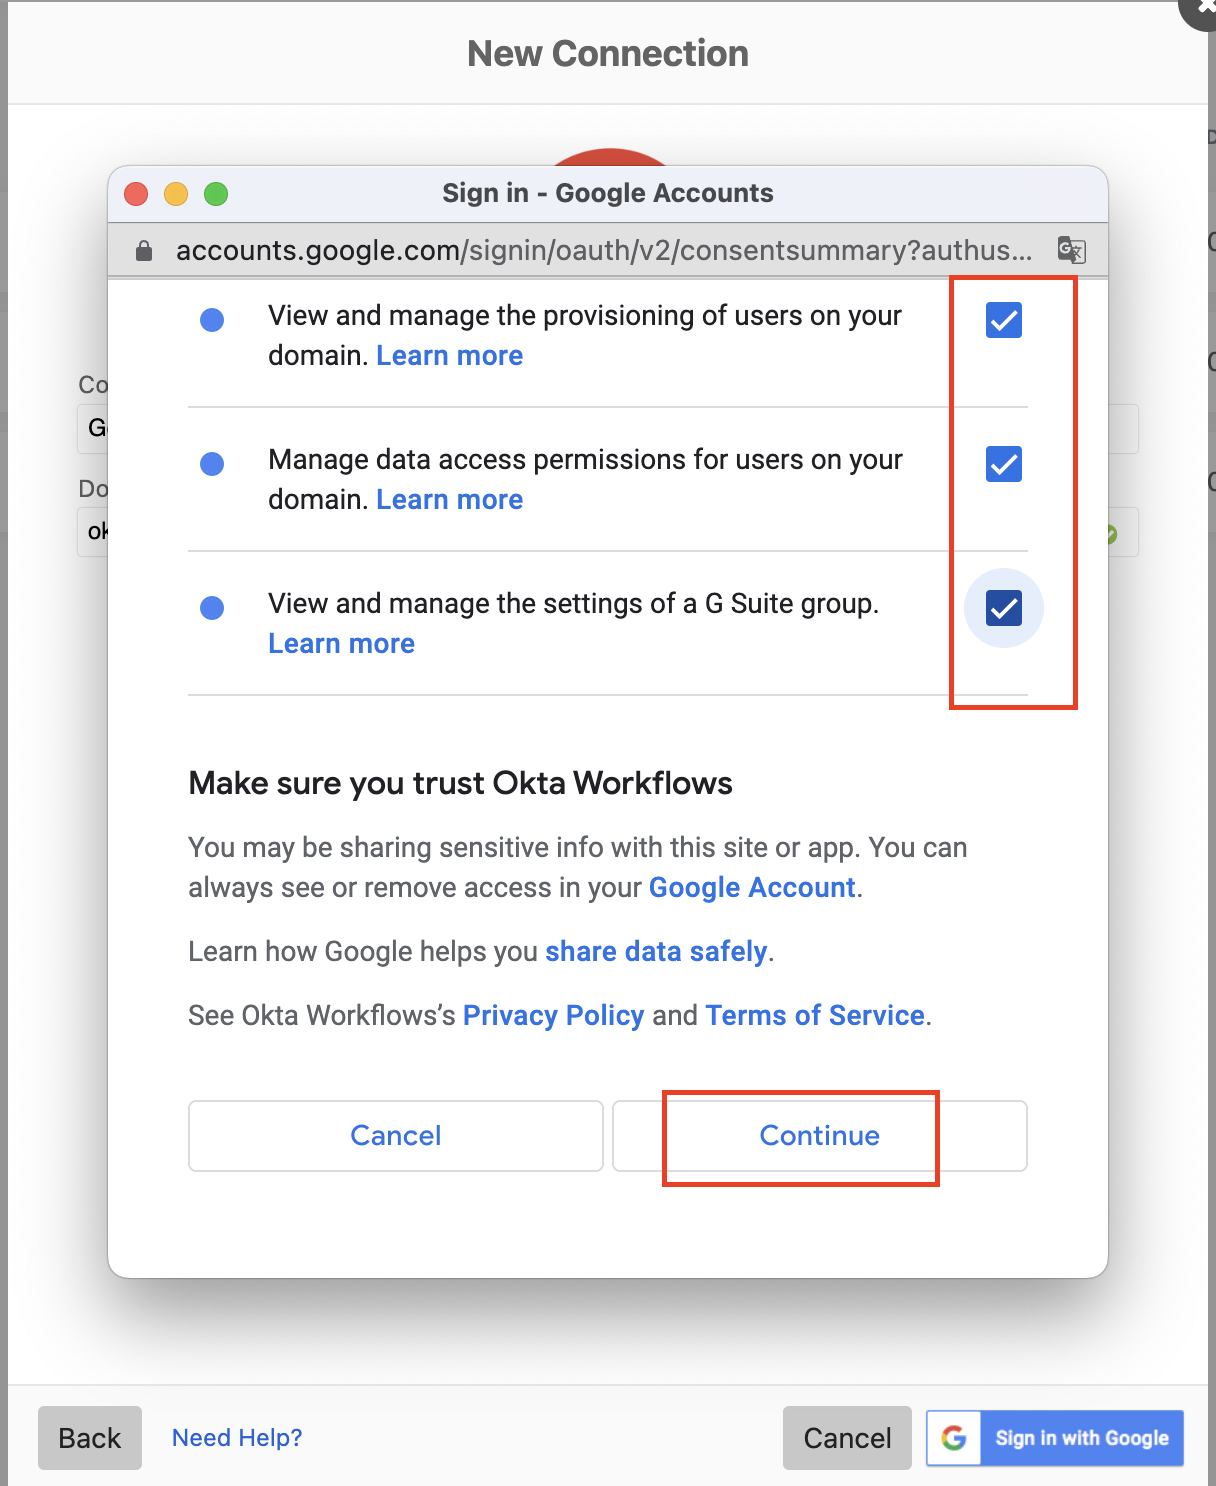 New Connection
Sign in - Google Accounts
accounts.google.com/signin/oauth/v2/consentsummary?authus...
View and manage the provisioning of users on your
domain. Learn more
Co
G
Manage data access permissions for users on your
domain. Learn more
Do
ok
View and manage the settings of a G Suite group.
Learn more
Make sure you trust Okta Workflows
You may be sharing sensitive info with this site or app. You can
always see or remove access in your Google Account.
Learn how Google helps you share data safely.
See Okta Workflows’s Privacy Policy and Terms of Service.
Cancel
Continue
Back
Need Help?
Cancel
Sign in with Google